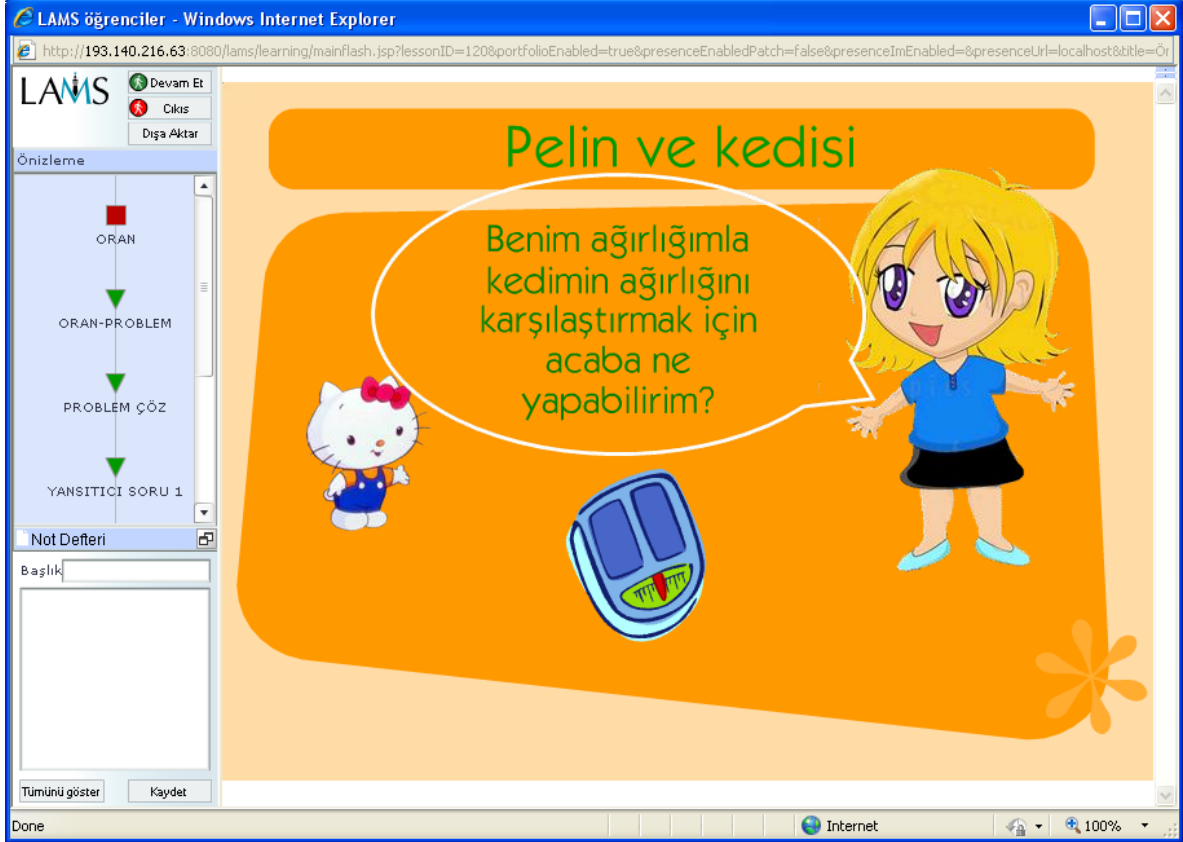 LAMS öğrenciler - Windows Internet Explorer
http://193.140.216.63:8080/lams/learning/mainflash.jsp?lessonID=120&portfolioEnabled=true&presenceEnabledPatch=false&presenceImEnabled=&presenceUrl=localhost&title=Ör
LAMS
Devam Et
Cıkıs
Dışa Aktar
Önizleme
ORAN
ORAN-PROBLEM
PROBLEM ÇÖZ
YANSITICI SORU 1
Not Defteri
Başlık
Tümünü göster
Kaydet
Pelin ve kedisi
Benim ağırlığımla
kedimin ağırlığını
karşılaştırmak için
acaba ne
yapabilirim?
Done
Internet
100%